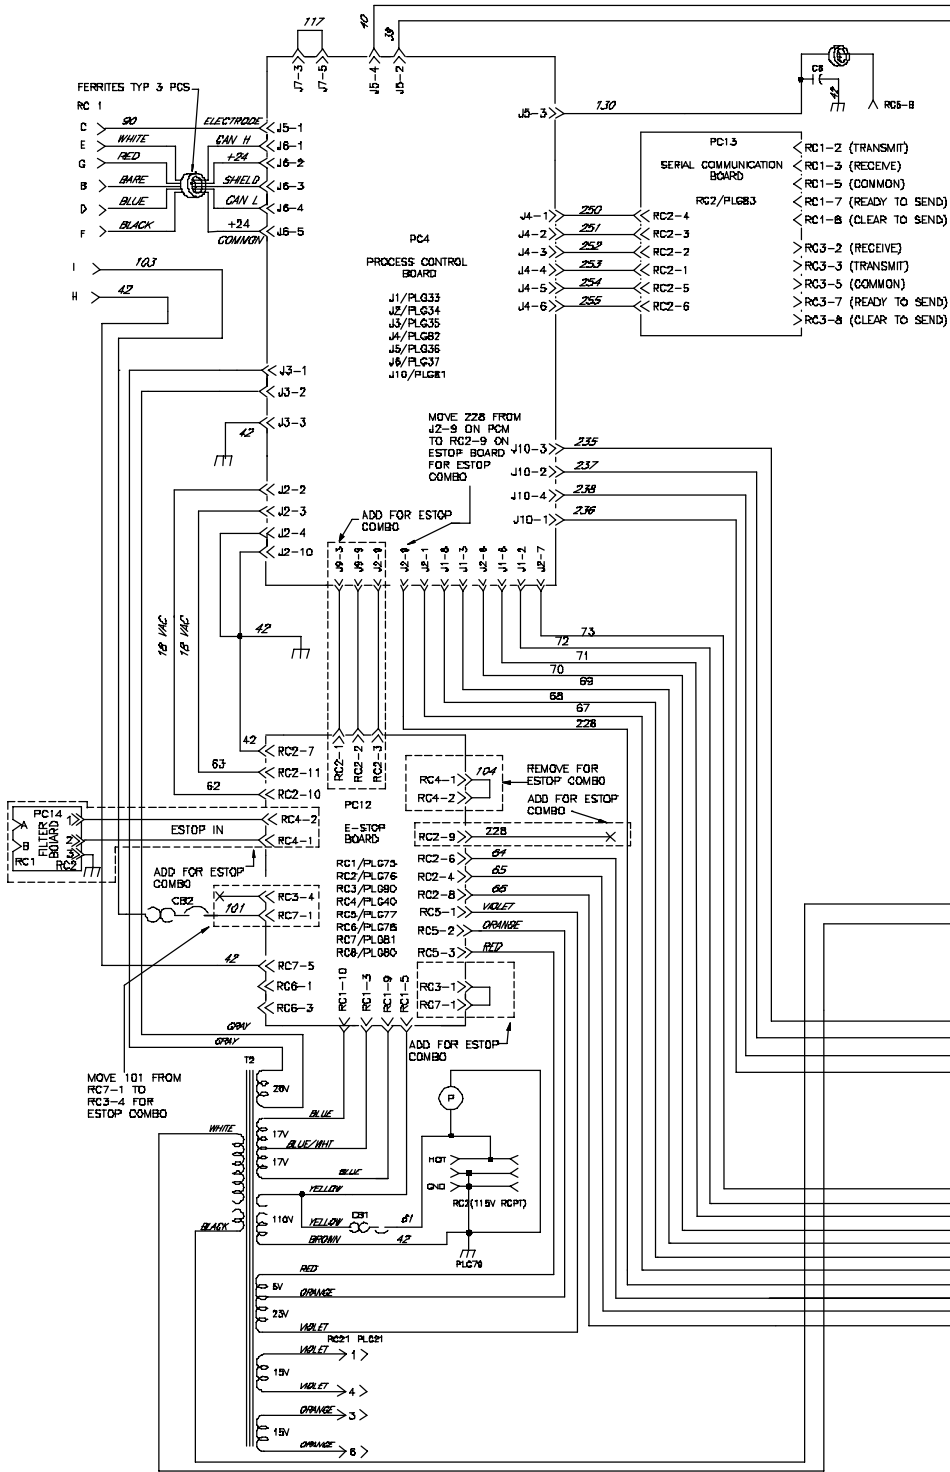 117
40
39
J7-3
J7-5
J5-4
J5-2
FERRITES TYP 3 PCS
RC 1
C 90 ELECTRODE J5-1
E WHITE CAN H J6-1
G RED +24 J6-2
B BARE SHIELD J6-3
D BLUE CAN L J6-4
F BLACK +24 J6-5
COMMON
I 103
H 42
J5-3 130
42
RC6-B
PC4
PROCESS CONTROL
BOARD
J1/PLG33
J2/PLG34
J3/PLG35
J4/PLG82
J5/PLG36
J6/PLG37
J10/PLG81
PC13
SERIAL COMMUNICATION
BOARD
RC2/PLG83
RC1-2 (TRANSMIT)
RC1-3 (RECEIVE)
RC1-5 (COMMON)
RC1-7 (READY TO SEND)
RC1-8 (CLEAR TO SEND)
RC3-2 (RECEIVE)
RC3-3 (TRANSMIT)
RC3-5 (COMMON)
RC3-7 (READY TO SEND)
RC3-8 (CLEAR TO SEND)
J4-1 250 RC2-4
J4-2 251 RC2-3
J4-3 252 RC2-2
J4-4 253 RC2-1
J4-5 254 RC2-5
J4-6 255 RC2-6
J3-1
J3-2
J3-3
42
MOVE 228 FROM
J2-9 ON PCM
TO RC2-9 ON
ESTOP BOARD
FOR ESTOP
COMBO
J10-3 235
J10-2 237
J10-4 238
J10-1 236
J2-2
J2-3
J2-4
J2-10
ADD FOR ESTOP
COMBO
J9-3
J9-9
J2-9
J2-1
J1-8
J1-3
J2-6
J1-6
J1-2
J2-7
18 VAC
18 VAC
42
73
72
71
70
69
68
67
228
42 RC2-7
63 RC2-11
62 RC2-10
RC2-1
RC2-2
RC2-3
RC4-1 104
RC4-2
REMOVE FOR
ESTOP COMBO
ADD FOR ESTOP
COMBO
PC14
FILTER
BOARD
A
B
1
2
3
RC1
RC2
ESTOP IN
RC4-2
RC4-1
ADD FOR ESTOP
COMBO
PC12
E-STOP
BOARD
RC1/PLG75
RC2/PLG76
RC3/PLG90
RC4/PLG40
RC5/PLG77
RC6/PLG78
RC7/PLG81
RC8/PLG80
RC2-9 228
RC2-6 64
RC2-4 65
RC2-8 66
RC5-1 VIOLET
RC5-2 ORANGE
RC5-3 RED
CB2
101
RC3-4
RC7-1
42 RC7-5
RC6-1
RC6-3
RC1-10
RC1-3
RC1-9
RC1-5
RC3-1
RC7-1
ADD FOR ESTOP
COMBO
MOVE 101 FROM
RC7-1 TO
RC3-4 FOR
ESTOP COMBO
GRAY
GRAY
T2
WHITE
BLACK
17V
17V
110V
BLUE
BLUE/WHT
BLUE
YELLOW
YELLOW CB1 61
BROWN 42
P
HOT
GND
RC2(115V RCPT)
PLG79
RED
ORANGE
23V
VIOLET
RC21 PLG21
VIOLET 1
15V
VIOLET 4
ORANGE 3
15V
ORANGE 6